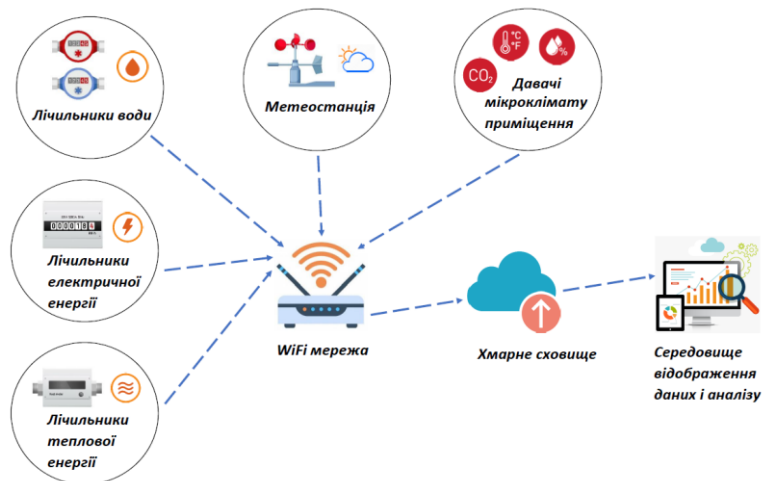 Лічильники води
Метеостанція
°C
°F
%
CO₂
Давачі
мікроклімату
приміщення
Лічильники
електричної
енергії
WiFi мережа
Хмарне сховище
Середовище
відображення
даних і аналізу
Лічильники
теплової
енергії